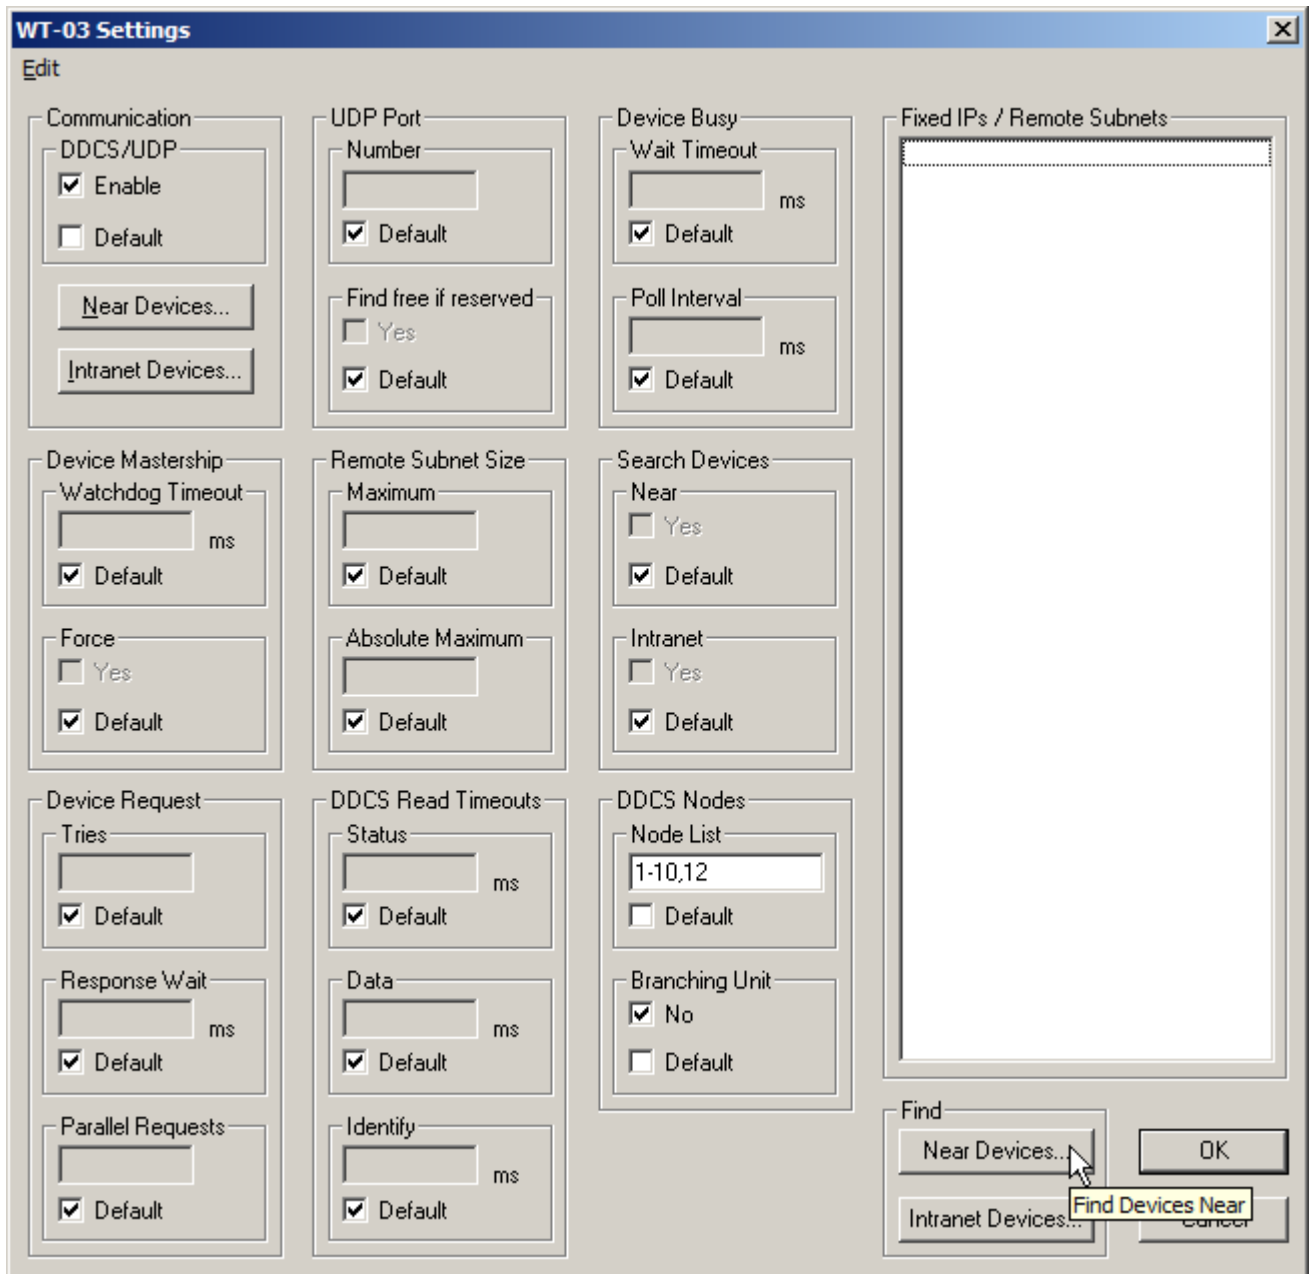 WT-03 Settings
Edit
Communication
DDCS/UDP
Enable
Default
Near Devices...
Intranet Devices...
UDP Port
Number
Default
Find free if reserved
Yes
Default
Device Busy
Wait Timeout
ms
Default
Poll Interval
ms
Default
Fixed IPs / Remote Subnets
Device Mastership
Watchdog Timeout
ms
Default
Force
Yes
Default
Remote Subnet Size
Maximum
Default
Absolute Maximum
Default
Search Devices
Near
Yes
Default
Intranet
Yes
Default
Device Request
Tries
Default
Response Wait
ms
Default
Parallel Requests
Default
DDCS Read Timeouts
Status
ms
Default
Data
ms
Default
Identify
ms
Default
DDCS Nodes
Node List
1-10,12
Default
Branching Unit
No
Default
Find
Near Devices...
Intranet Devices...
OK
Find Devices Near
Cancel